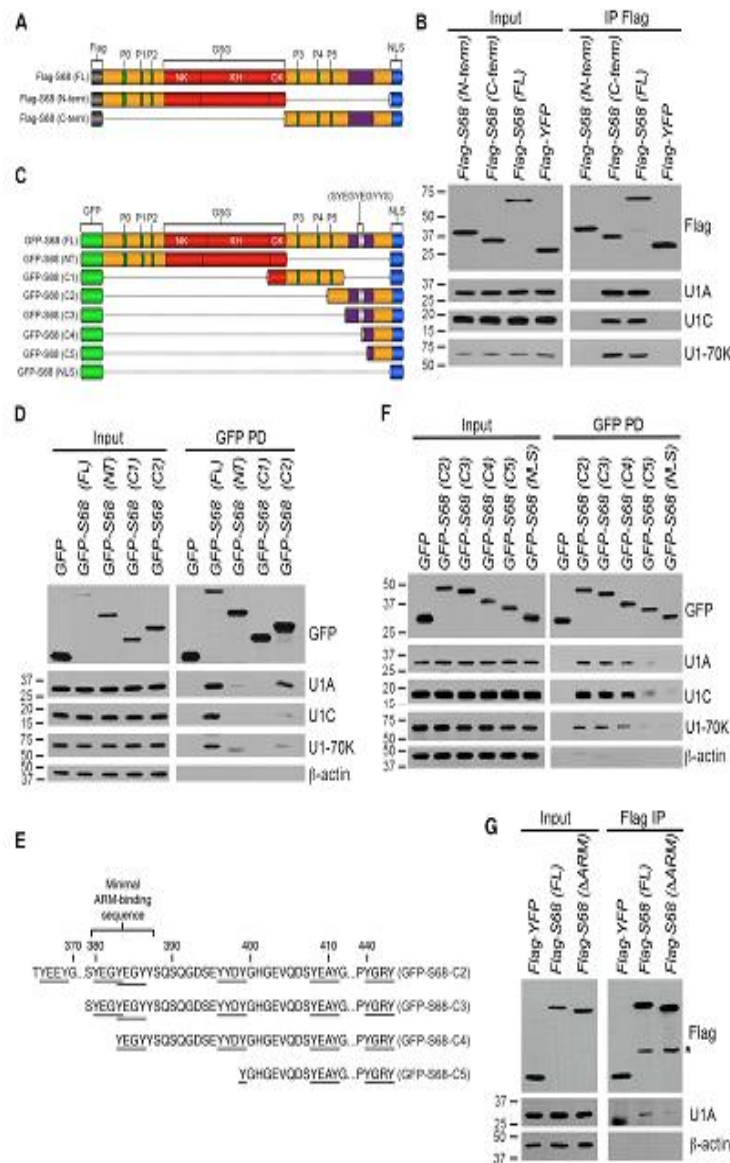 A
Flag
P0
P1
P2
GSG
P3
P4
P5
NLS
NK
KH
CK
Flag-S68 (FL)
Flag-S68 (N-term)
Flag-S68 (C-term)
B
Input
IP Flag
Flag-S68 (N-term)
Flag-S68 (C-term)
Flag-S68 (FL)
Flag-YFP
Flag-S68 (N-term)
Flag-S68 (C-term)
Flag-S68 (FL)
Flag-YFP
75
50
37
25
Flag
37
25
U1A
20
15
U1C
75
50
U1-70K
C
GFP
P0
P1
P2
GSG
P3
P4
P5
(SYEGYEGYYS)
NLS
NK
KH
CK
GFP-S68 (FL)
GFP-S68 (NT)
GFP-S68 (C1)
GFP-S68 (C2)
GFP-S68 (C3)
GFP-S68 (C4)
GFP-S68 (C5)
GFP-S68 (NLS)
D
Input
GFP PD
GFP
GFP-S68 (FL)
GFP-S68 (NT)
GFP-S68 (C1)
GFP-S68 (C2)
GFP
GFP-S68 (FL)
GFP-S68 (NT)
GFP-S68 (C1)
GFP-S68 (C2)
GFP
37
25
U1A
20
15
U1C
75
50
U1-70K
50
37
β-actin
E
Minimal
ARM-binding
sequence
370 380 390 400 410 440
TYEEYG...SYEGYEGYYSQSQGDSEYYDYGHGEVQDSYEAYG...PYGRY (GFP-S68-C2)
SYEGYEGYYSQSQGDSEYYDYGHGEVQDSYEAYG...PYGRY (GFP-S68-C3)
YEGYYSQSQGDSEYYDYGHGEVQDSYEAYG...PYGRY (GFP-S68-C4)
YGHGEVQDSYEAYG...PYGRY (GFP-S68-C5)
F
Input
GFP PD
GFP
GFP-S68 (C2)
GFP-S68 (C3)
GFP-S68 (C4)
GFP-S68 (C5)
GFP-S68 (NLS)
GFP
GFP-S68 (C2)
GFP-S68 (C3)
GFP-S68 (C4)
GFP-S68 (C5)
GFP-S68 (NLS)
50
37
25
GFP
37
25
U1A
20
15
U1C
75
50
U1-70K
50
37
β-actin
G
Input
Flag IP
Flag-YFP
Flag-S68 (FL)
Flag-S68 (ΔARM)
Flag-YFP
Flag-S68 (FL)
Flag-S68 (ΔARM)
Flag
*
37
25
U1A
50
37
β-actin